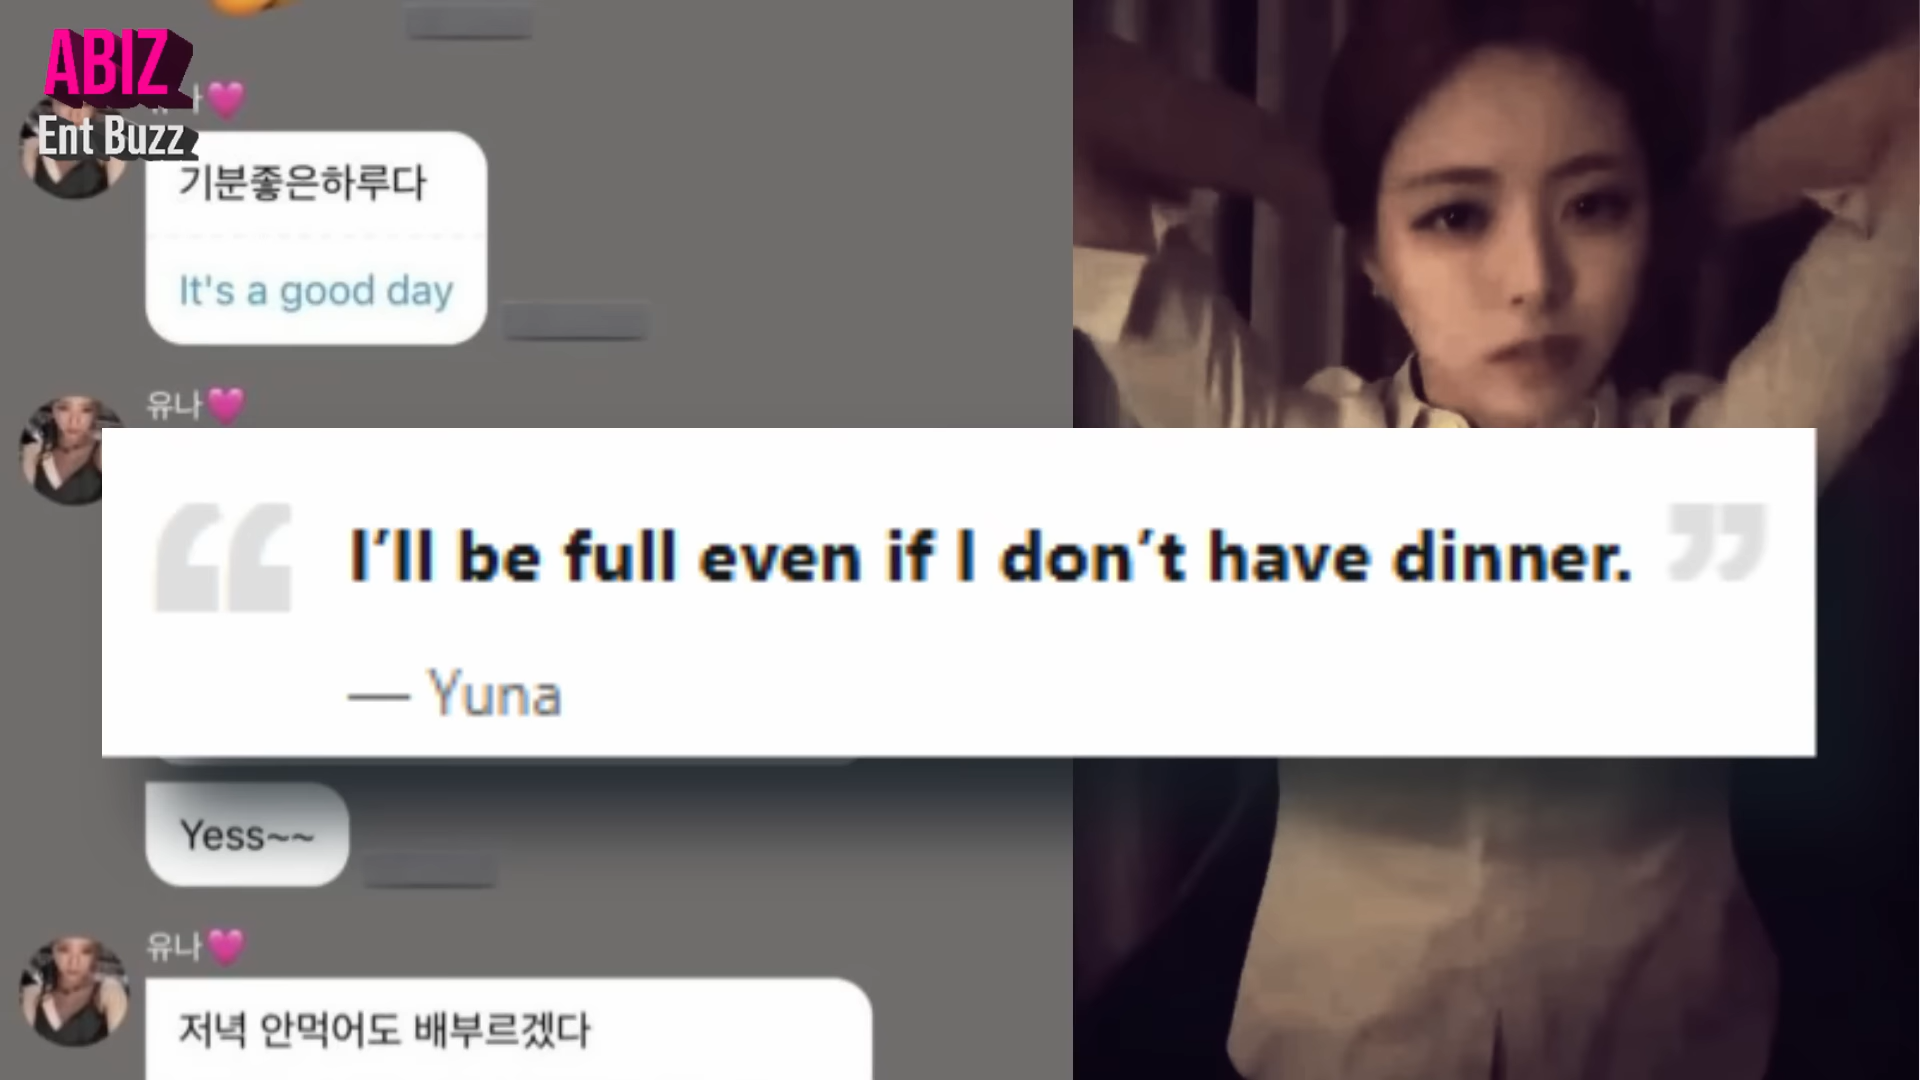 ABIZ
Ent Buzz
기분좋은하루다
It's a good day
유나💗
I'll be full even if I don't have dinner.
— Yuna
Yess~~
유나💗
저녁 안먹어도 배부르겠다